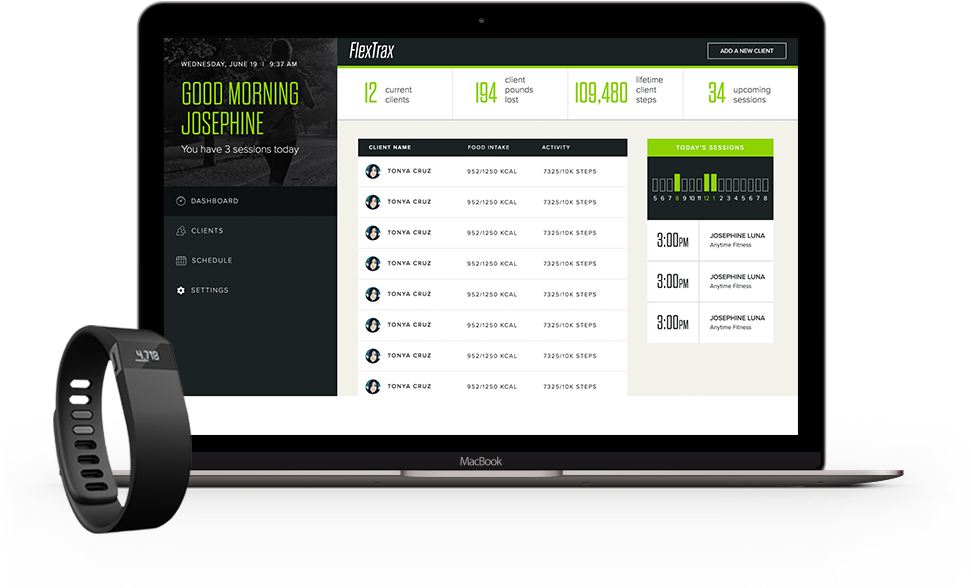 WEDNESDAY, JUNE 19 | 9:37 AM
GOOD MORNING
JOSEPHINE
You have 3 sessions today
DASHBOARD
CLIENTS
SCHEDULE
SETTINGS
FlexTrax
ADD A NEW CLIENT
12 current clients
194 client pounds lost
109,480 lifetime client steps
34 upcoming sessions
CLIENT NAME FOOD INTAKE ACTIVITY
TONYA CRUZ 952/1250 KCAL 7325/10K STEPS
TONYA CRUZ 952/1250 KCAL 7325/10K STEPS
TONYA CRUZ 952/1250 KCAL 7325/10K STEPS
TONYA CRUZ 952/1250 KCAL 7325/10K STEPS
TONYA CRUZ 952/1250 KCAL 7325/10K STEPS
TONYA CRUZ 952/1250 KCAL 7325/10K STEPS
TONYA CRUZ 952/1250 KCAL 7325/10K STEPS
TONYA CRUZ 952/1250 KCAL 7325/10K STEPS
TODAY'S SESSIONS
5 6 7 8 9 10 11 12 1 2 3 4 5 6 7 8
3:00PM JOSEPHINE LUNA
Anytime Fitness
3:00PM JOSEPHINE LUNA
Anytime Fitness
3:00PM JOSEPHINE LUNA
Anytime Fitness
4,718
MacBook